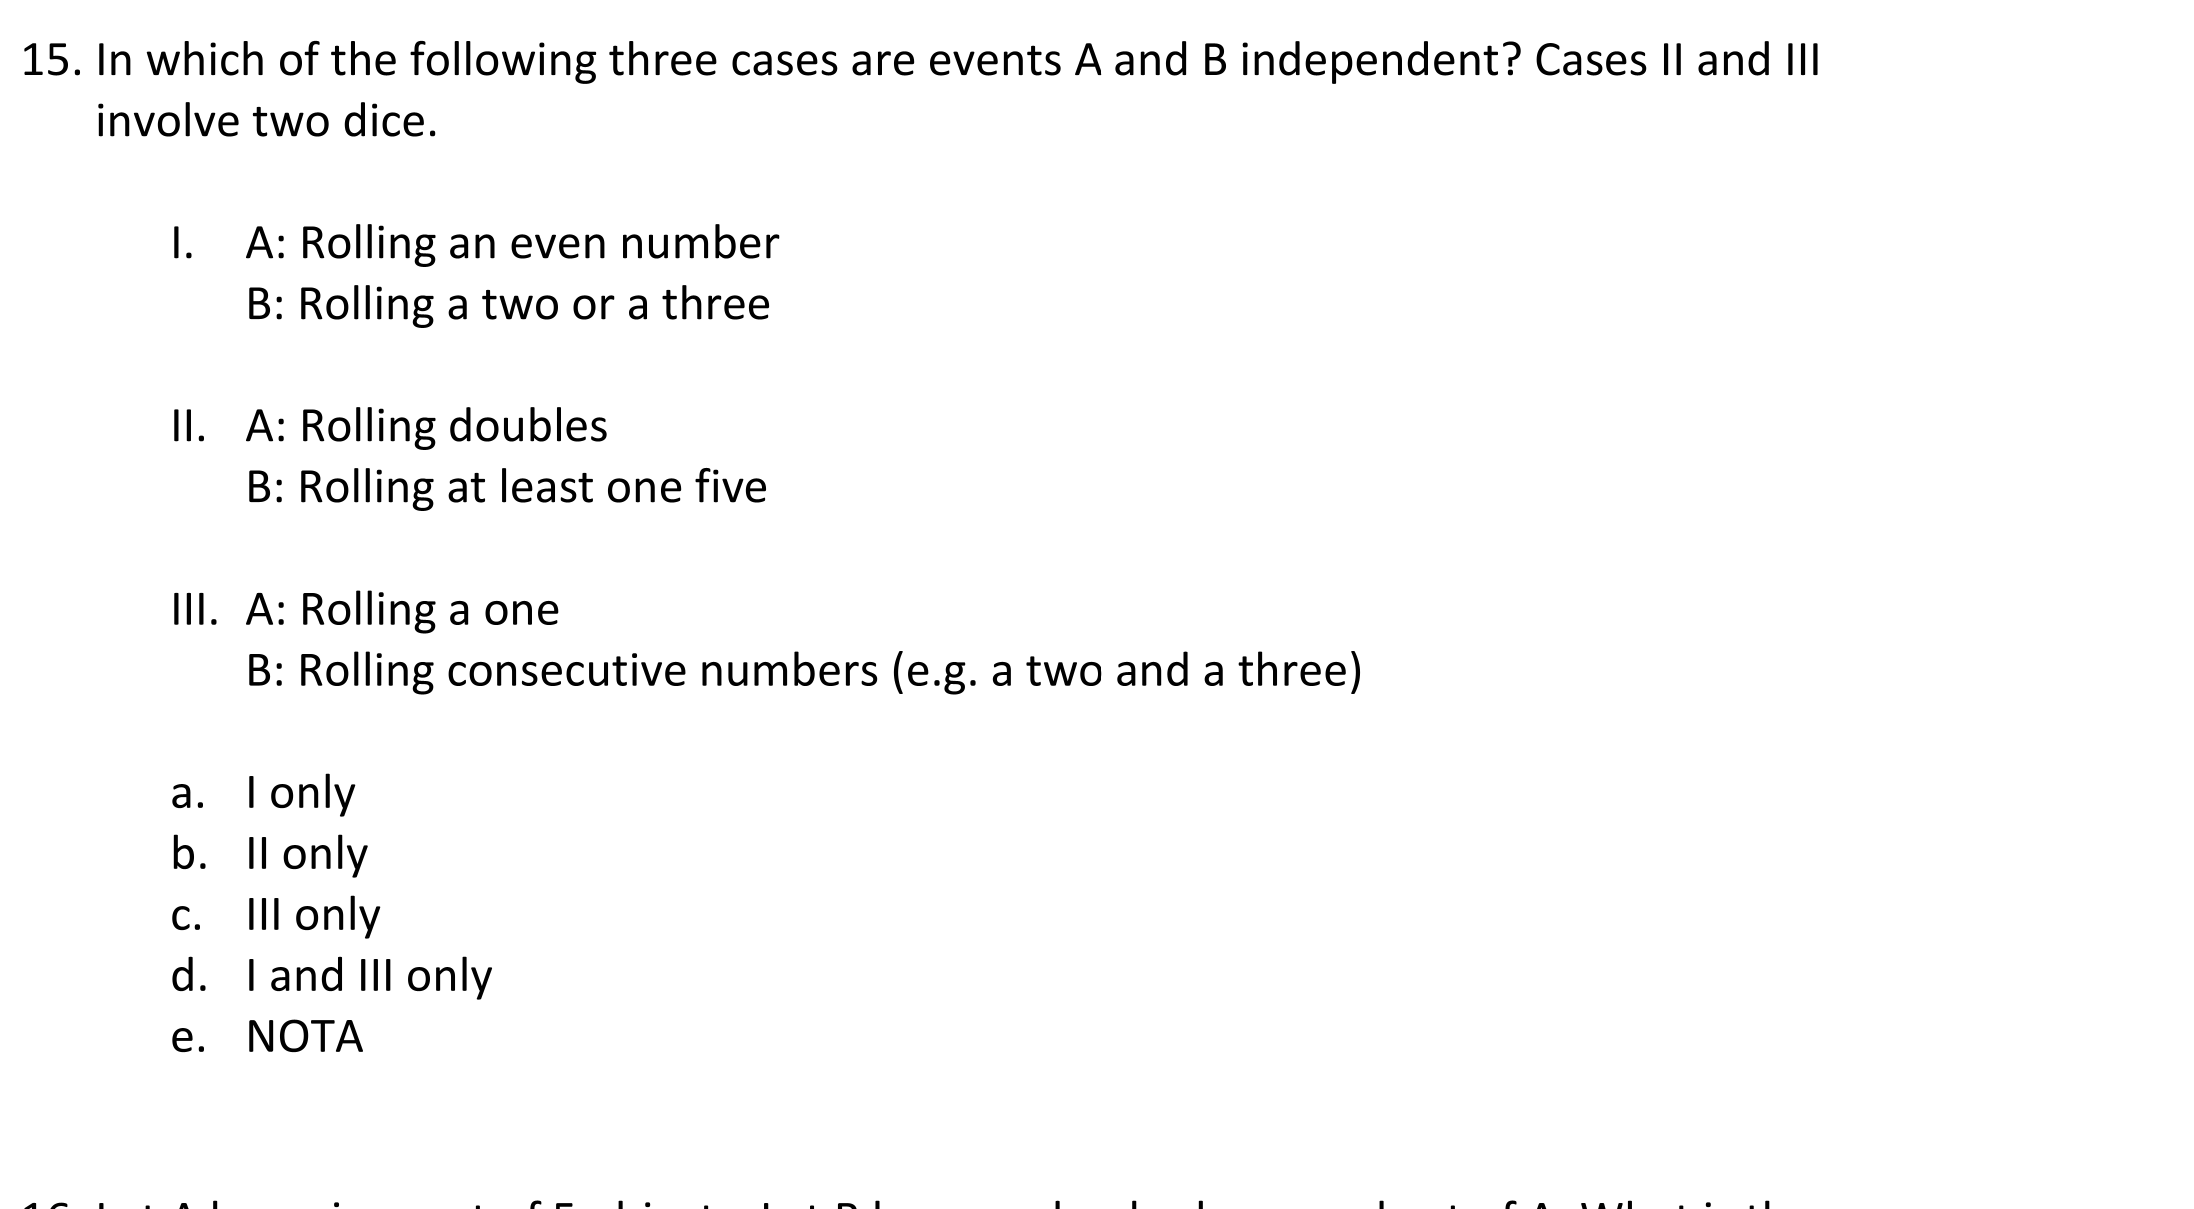 15. In which of the following three cases are events A and B independent? Cases II and III
involve two dice.
I. A: Rolling an even number
B: Rolling a two or a three
II. A: Rolling doubles
B: Rolling at least one five
III. A: Rolling a one
B: Rolling consecutive numbers (e.g. a two and a three)
a. I only
b. II only
c. III only
d. I and III only
e. NOTA